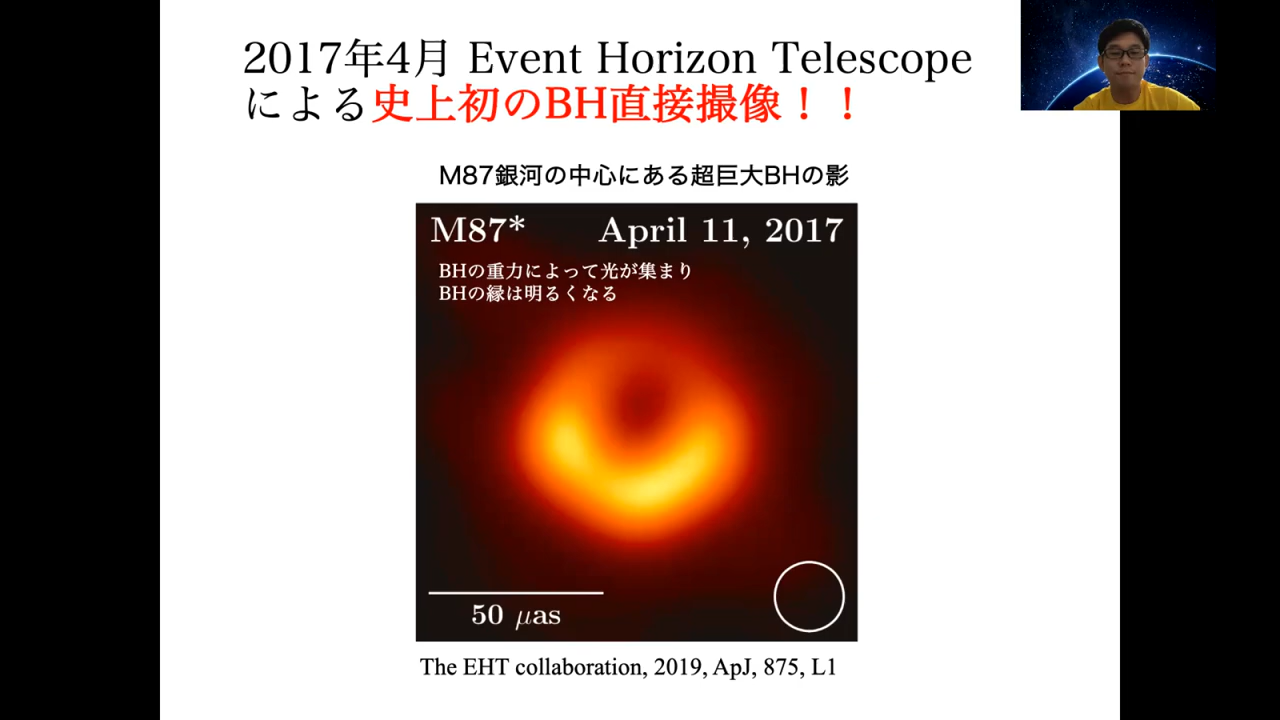 2017年4月 Event Horizon Telescope
による史上初のBH直接撮像！！
M87銀河の中心にある超巨大BHの影
M87* April 11, 2017
BHの重力によって光が集まり
BHの縁は明るくなる
50 μas
The EHT collaboration, 2019, ApJ, 875, L1